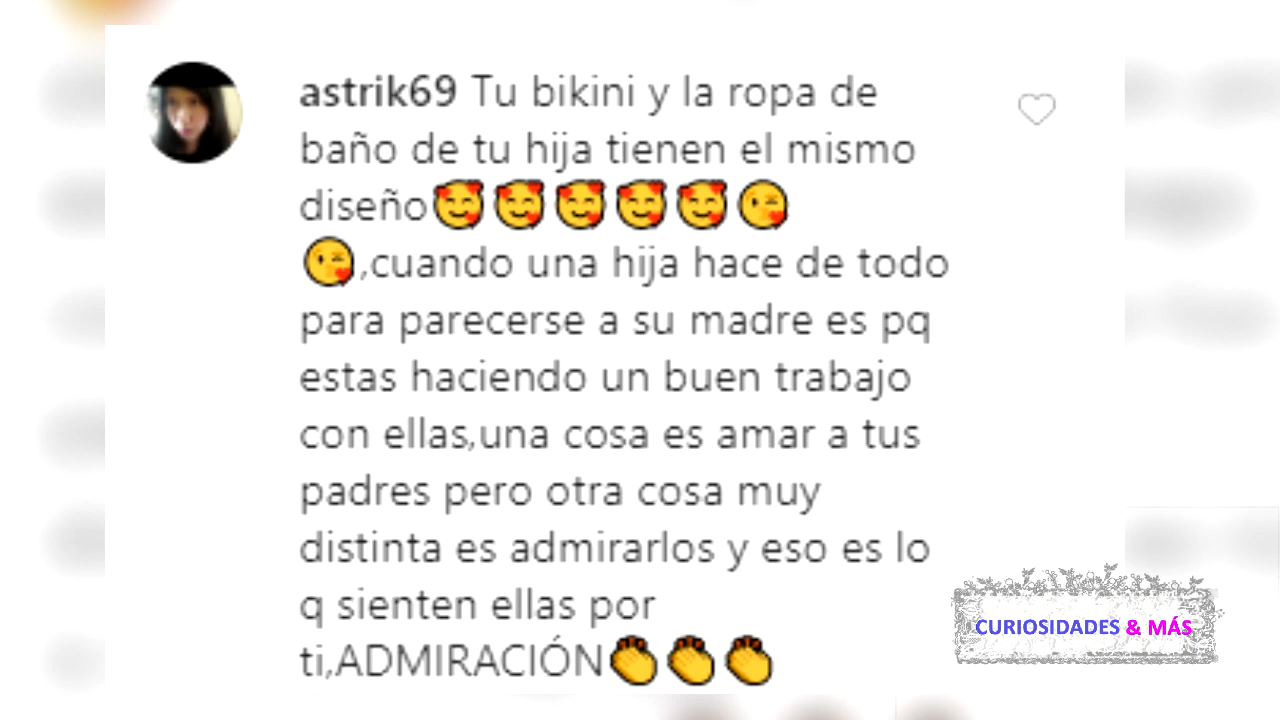 astrik69 Tu bikini y la ropa de
baño de tu hija tienen el mismo
diseño🥰🥰🥰🥰🥰😘
😘,cuando una hija hace de todo
para parecerse a su madre es pq
estas haciendo un buen trabajo
con ellas,una cosa es amar a tus
padres pero otra cosa muy
distinta es admirarlos y eso es lo
q sienten ellas por
ti,ADMIRACIÓN👏👏👏
CURIOSIDADES & MÁS